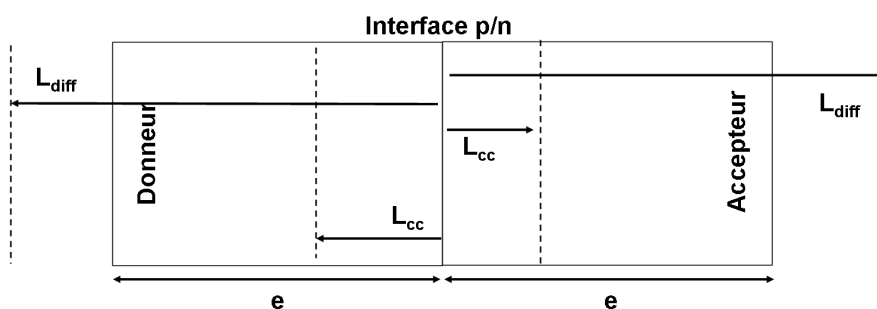 Interface p/n
L_diff
L_diff
Donneur
L_cc
Accepteur
L_cc
e
e